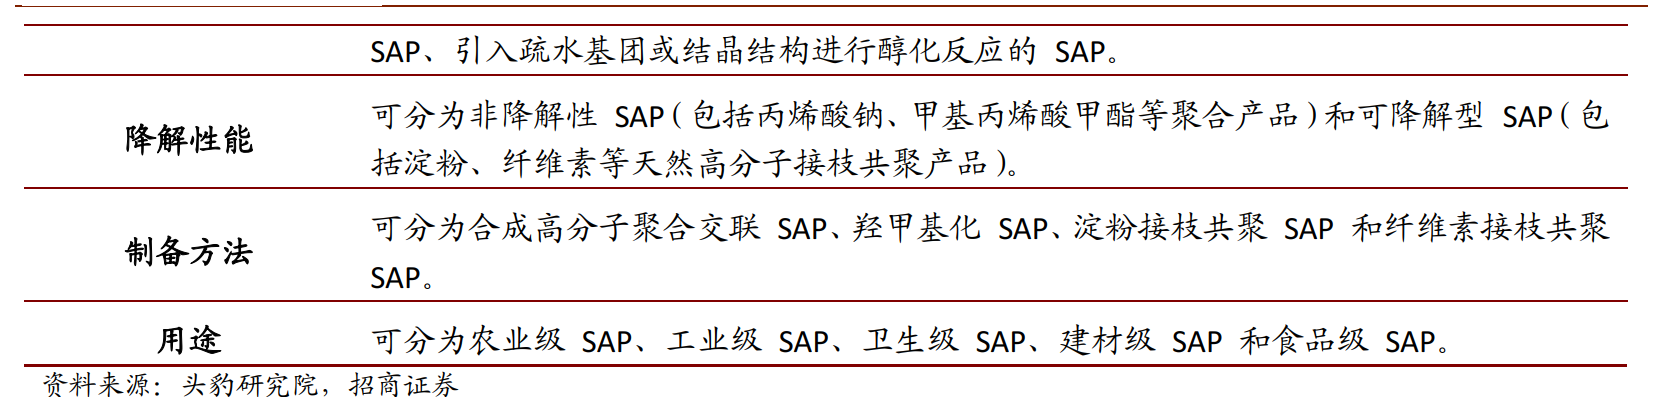 SAP、引入疏水基团或结晶结构进行醇化反应的 SAP。
降解性能
可分为非降解性 SAP（包括丙烯酸钠、甲基丙烯酸甲酯等聚合产品）和可降解型 SAP（包
括淀粉、纤维素等天然高分子接枝共聚产品）。
制备方法
可分为合成高分子聚合交联 SAP、羟甲基化 SAP、淀粉接枝共聚 SAP 和纤维素接枝共聚
SAP。
用途
可分为农业级 SAP、工业级 SAP、卫生级 SAP、建材级 SAP 和食品级 SAP。
资料来源：头豹研究院，招商证券